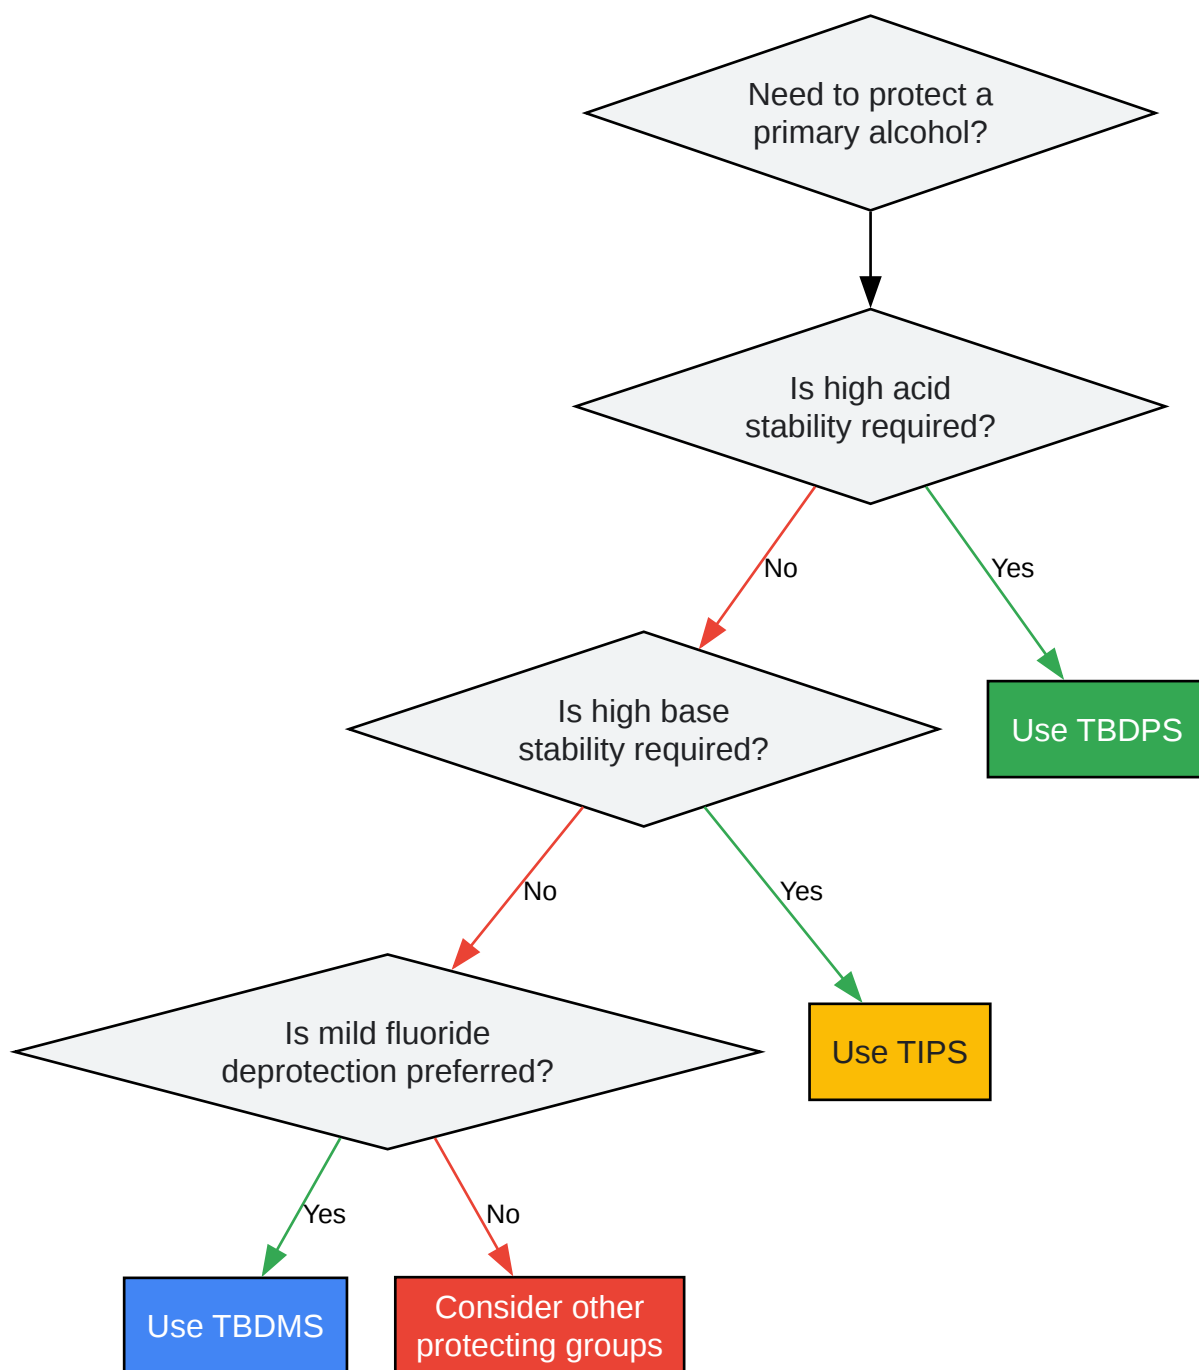 Need to protect a
primary alcohol?
Is high acid
stability required?
No
Yes
Is high base
stability required?
Use TBDPS
No
Yes
Is mild fluoride
deprotection preferred?
Use TIPS
Yes
No
Use TBDMS
Consider other
protecting groups